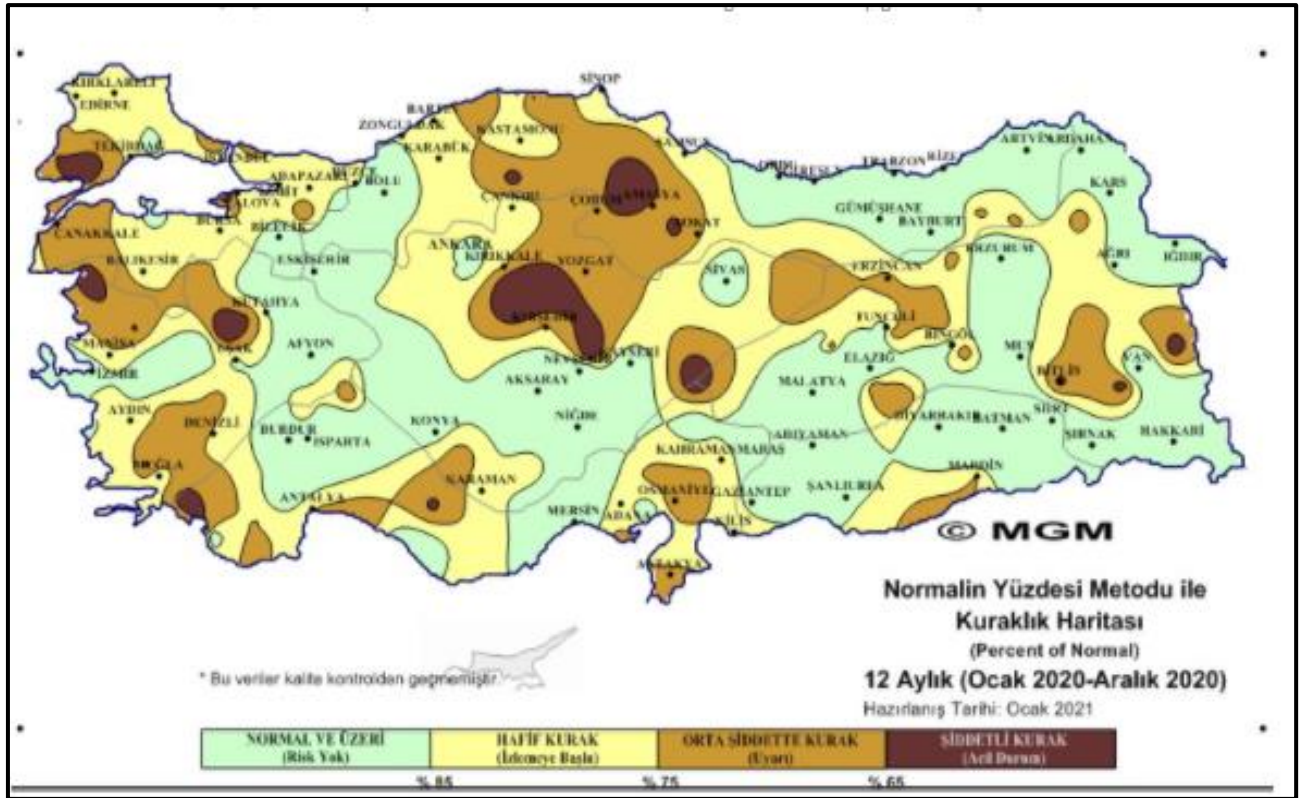 SİNOP
KIRKLARELİ
EDİRNE
BARTIN
ZONGULDAK
KASTAMONU
TEKİRDAĞ
İSTANBUL
KARABÜK
SAMSUN
ARTVİN
ARDAHAN
ORDU
GİRESUN
TRABZON
RİZE
ADAPAZARI
DÜZCE
BOLU
İZMİT
YALOVA
ÇANKIRI
ÇORUM
AMASYA
KARS
BURSA
BİLECİK
TOKAT
GÜMÜŞHANE
BAYBURT
ÇANAKKALE
ANKARA
KIRIKKALE
ERZURUM
BALIKESİR
ESKİŞEHİR
YOZGAT
SİVAS
ERZİNCAN
AĞRI
IĞDIR
KÜTAHYA
KIRŞEHİR
TUNCELİ
BİNGÖL
MANİSA
UŞAK
AFYON
NEVŞEHİR
KAYSERİ
ELAZIĞ
MUŞ
VAN
İZMİR
AKSARAY
MALATYA
BİTLİS
AYDIN
DENİZLİ
BURDUR
ISPARTA
KONYA
NİĞDE
DİYARBAKIR
BATMAN
SİİRT
ADIYAMAN
ŞIRNAK
HAKKARİ
KAHRAMANMARAŞ
MUĞLA
KARAMAN
MARDİN
ANTALYA
OSMANİYE
GAZİANTEP
ŞANLIURFA
MERSİN
ADANA
KİLİS
ANTAKYA
© MGM
Normalin Yüzdesi Metodu ile
Kuraklık Haritası
(Percent of Normal)
12 Aylık (Ocak 2020-Aralık 2020)
Hazırlanış Tarihi: Ocak 2021
* Bu veriler kalite kontrolden geçmemiştir
NORMAL VE ÜZERİ
(Risk Yok)
HAFİF KURAK
(İzlemeye Başla)
ORTA ŞİDDETTE KURAK
(Uyarı)
ŞİDDETLİ KURAK
(Acil Durum)
% 85
% 75
% 65